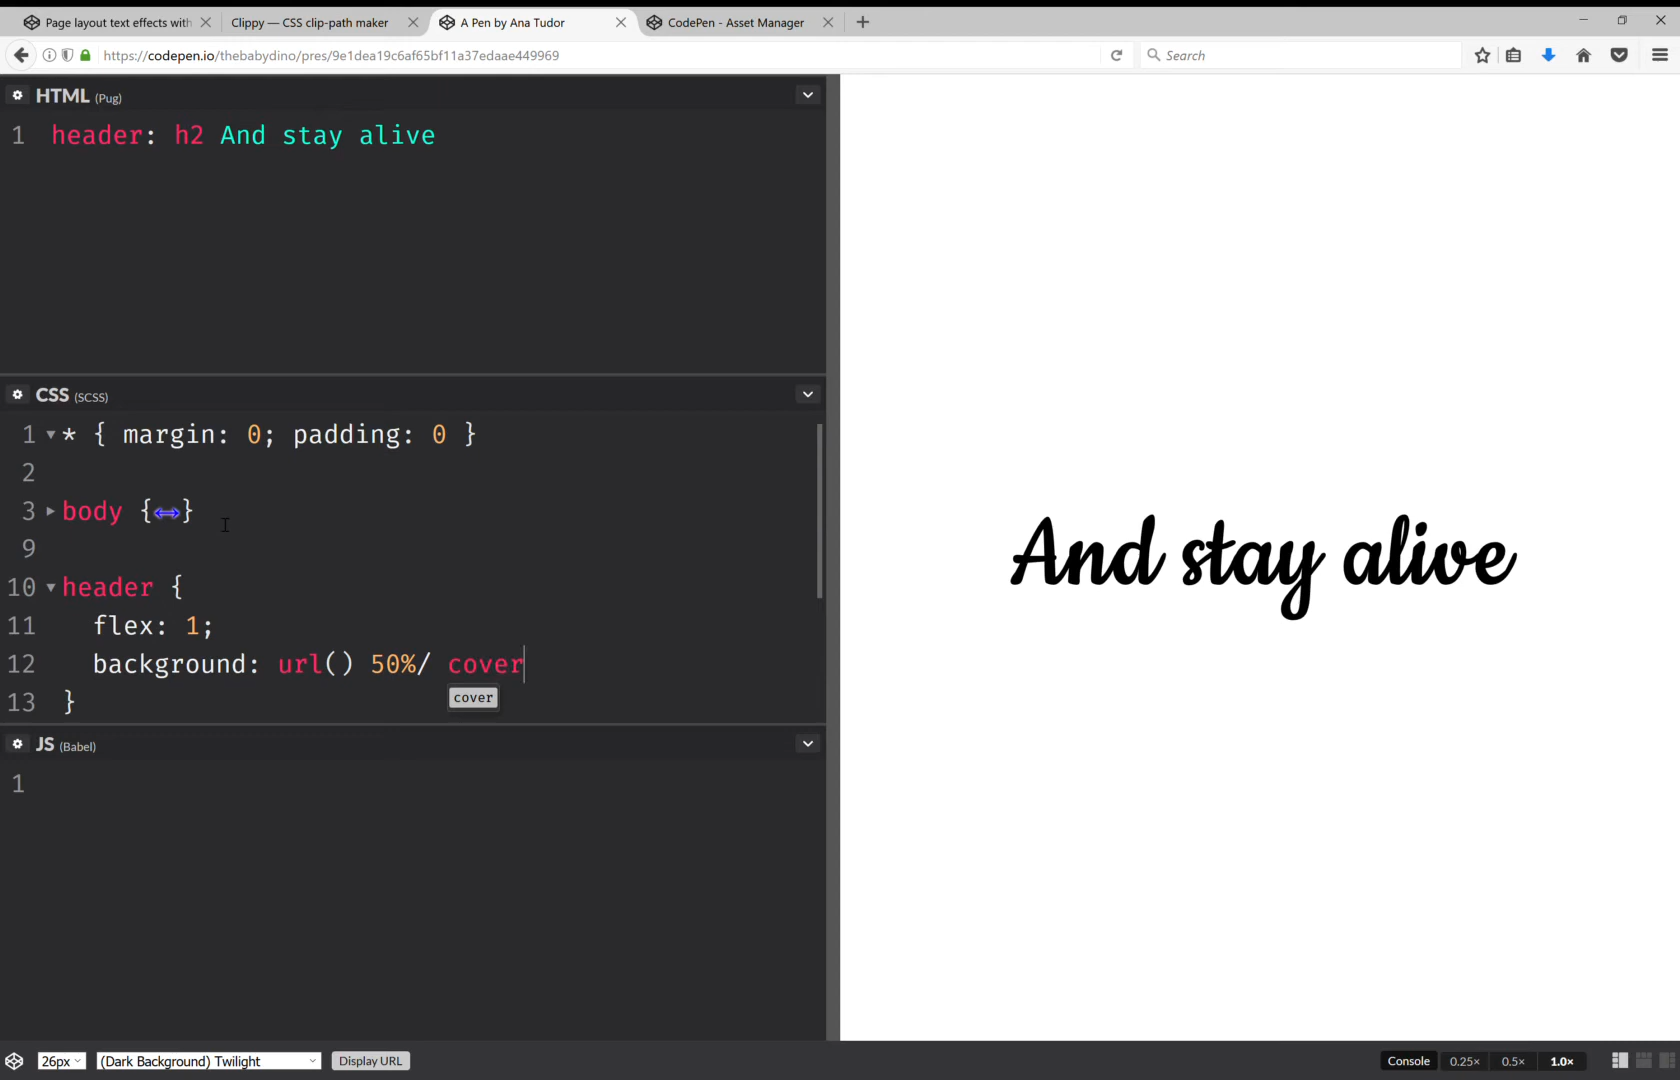 Page layout text effects with
Clippy — CSS clip-path maker
A Pen by Ana Tudor
CodePen - Asset Manager
https://codepen.io/thebabydino/pres/9e1dea19c6af65bf11a37edaae449969
Search
HTML (Pug)
1 header: h2 And stay alive
CSS (SCSS)
1 * { margin: 0; padding: 0 }
2
3 body {↔}
9
10 header {
11 flex: 1;
12 background: url() 50%/ cover
cover
13 }
JS (Babel)
1
And stay alive
26px
(Dark Background) Twilight
Display URL
Console 0.25× 0.5× 1.0×